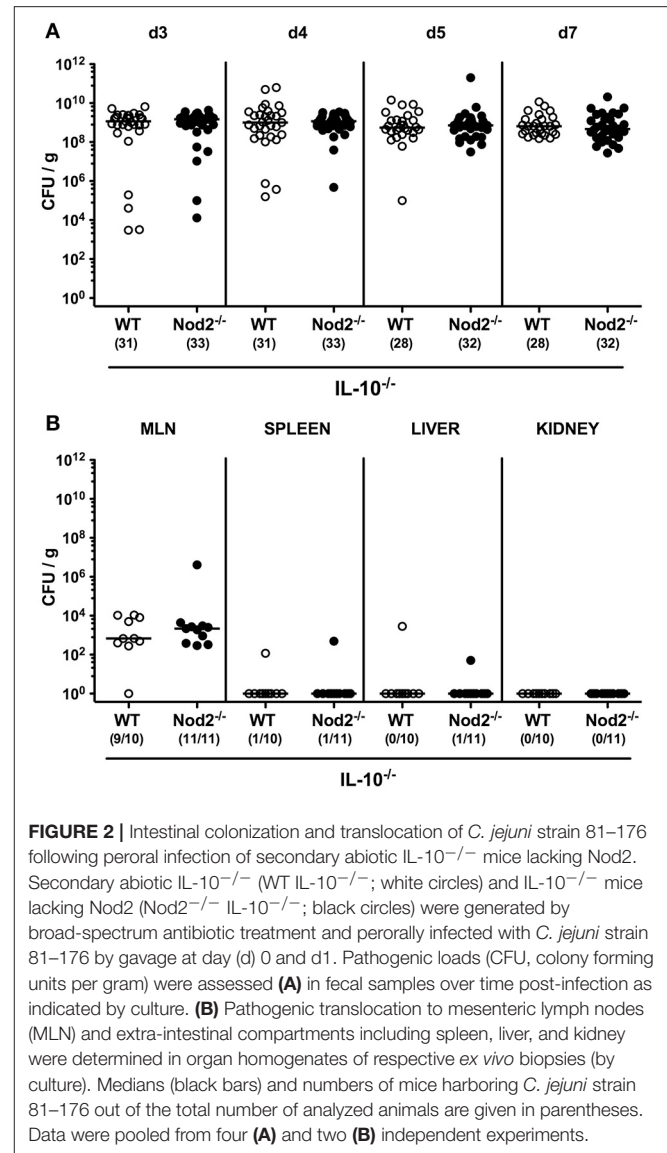 A
d3 d4 d5 d7
10¹²
10¹⁰
10⁸
10⁶
10⁴
10²
10⁰
CFU / g
WT Nod2⁻/⁻ WT Nod2⁻/⁻ WT Nod2⁻/⁻ WT Nod2⁻/⁻
(31) (33) (31) (33) (28) (32) (28) (32)
IL-10⁻/⁻
B
MLN SPLEEN LIVER KIDNEY
10¹²
10¹⁰
10⁸
10⁶
10⁴
10²
10⁰
CFU / g
WT Nod2⁻/⁻ WT Nod2⁻/⁻ WT Nod2⁻/⁻ WT Nod2⁻/⁻
(9/10) (11/11) (1/10) (1/11) (0/10) (1/11) (0/10) (0/11)
IL-10⁻/⁻
FIGURE 2 | Intestinal colonization and translocation of C. jejuni strain 81–176
following peroral infection of secondary abiotic IL-10⁻/⁻ mice lacking Nod2.
Secondary abiotic IL-10⁻/⁻ (WT IL-10⁻/⁻; white circles) and IL-10⁻/⁻ mice
lacking Nod2 (Nod2⁻/⁻ IL-10⁻/⁻; black circles) were generated by
broad-spectrum antibiotic treatment and perorally infected with C. jejuni strain
81–176 by gavage at day (d) 0 and d1. Pathogenic loads (CFU, colony forming
units per gram) were assessed (A) in fecal samples over time post-infection as
indicated by culture. (B) Pathogenic translocation to mesenteric lymph nodes
(MLN) and extra-intestinal compartments including spleen, liver, and kidney
were determined in organ homogenates of respective ex vivo biopsies (by
culture). Medians (black bars) and numbers of mice harboring C. jejuni strain
81–176 out of the total number of analyzed animals are given in parentheses.
Data were pooled from four (A) and two (B) independent experiments.